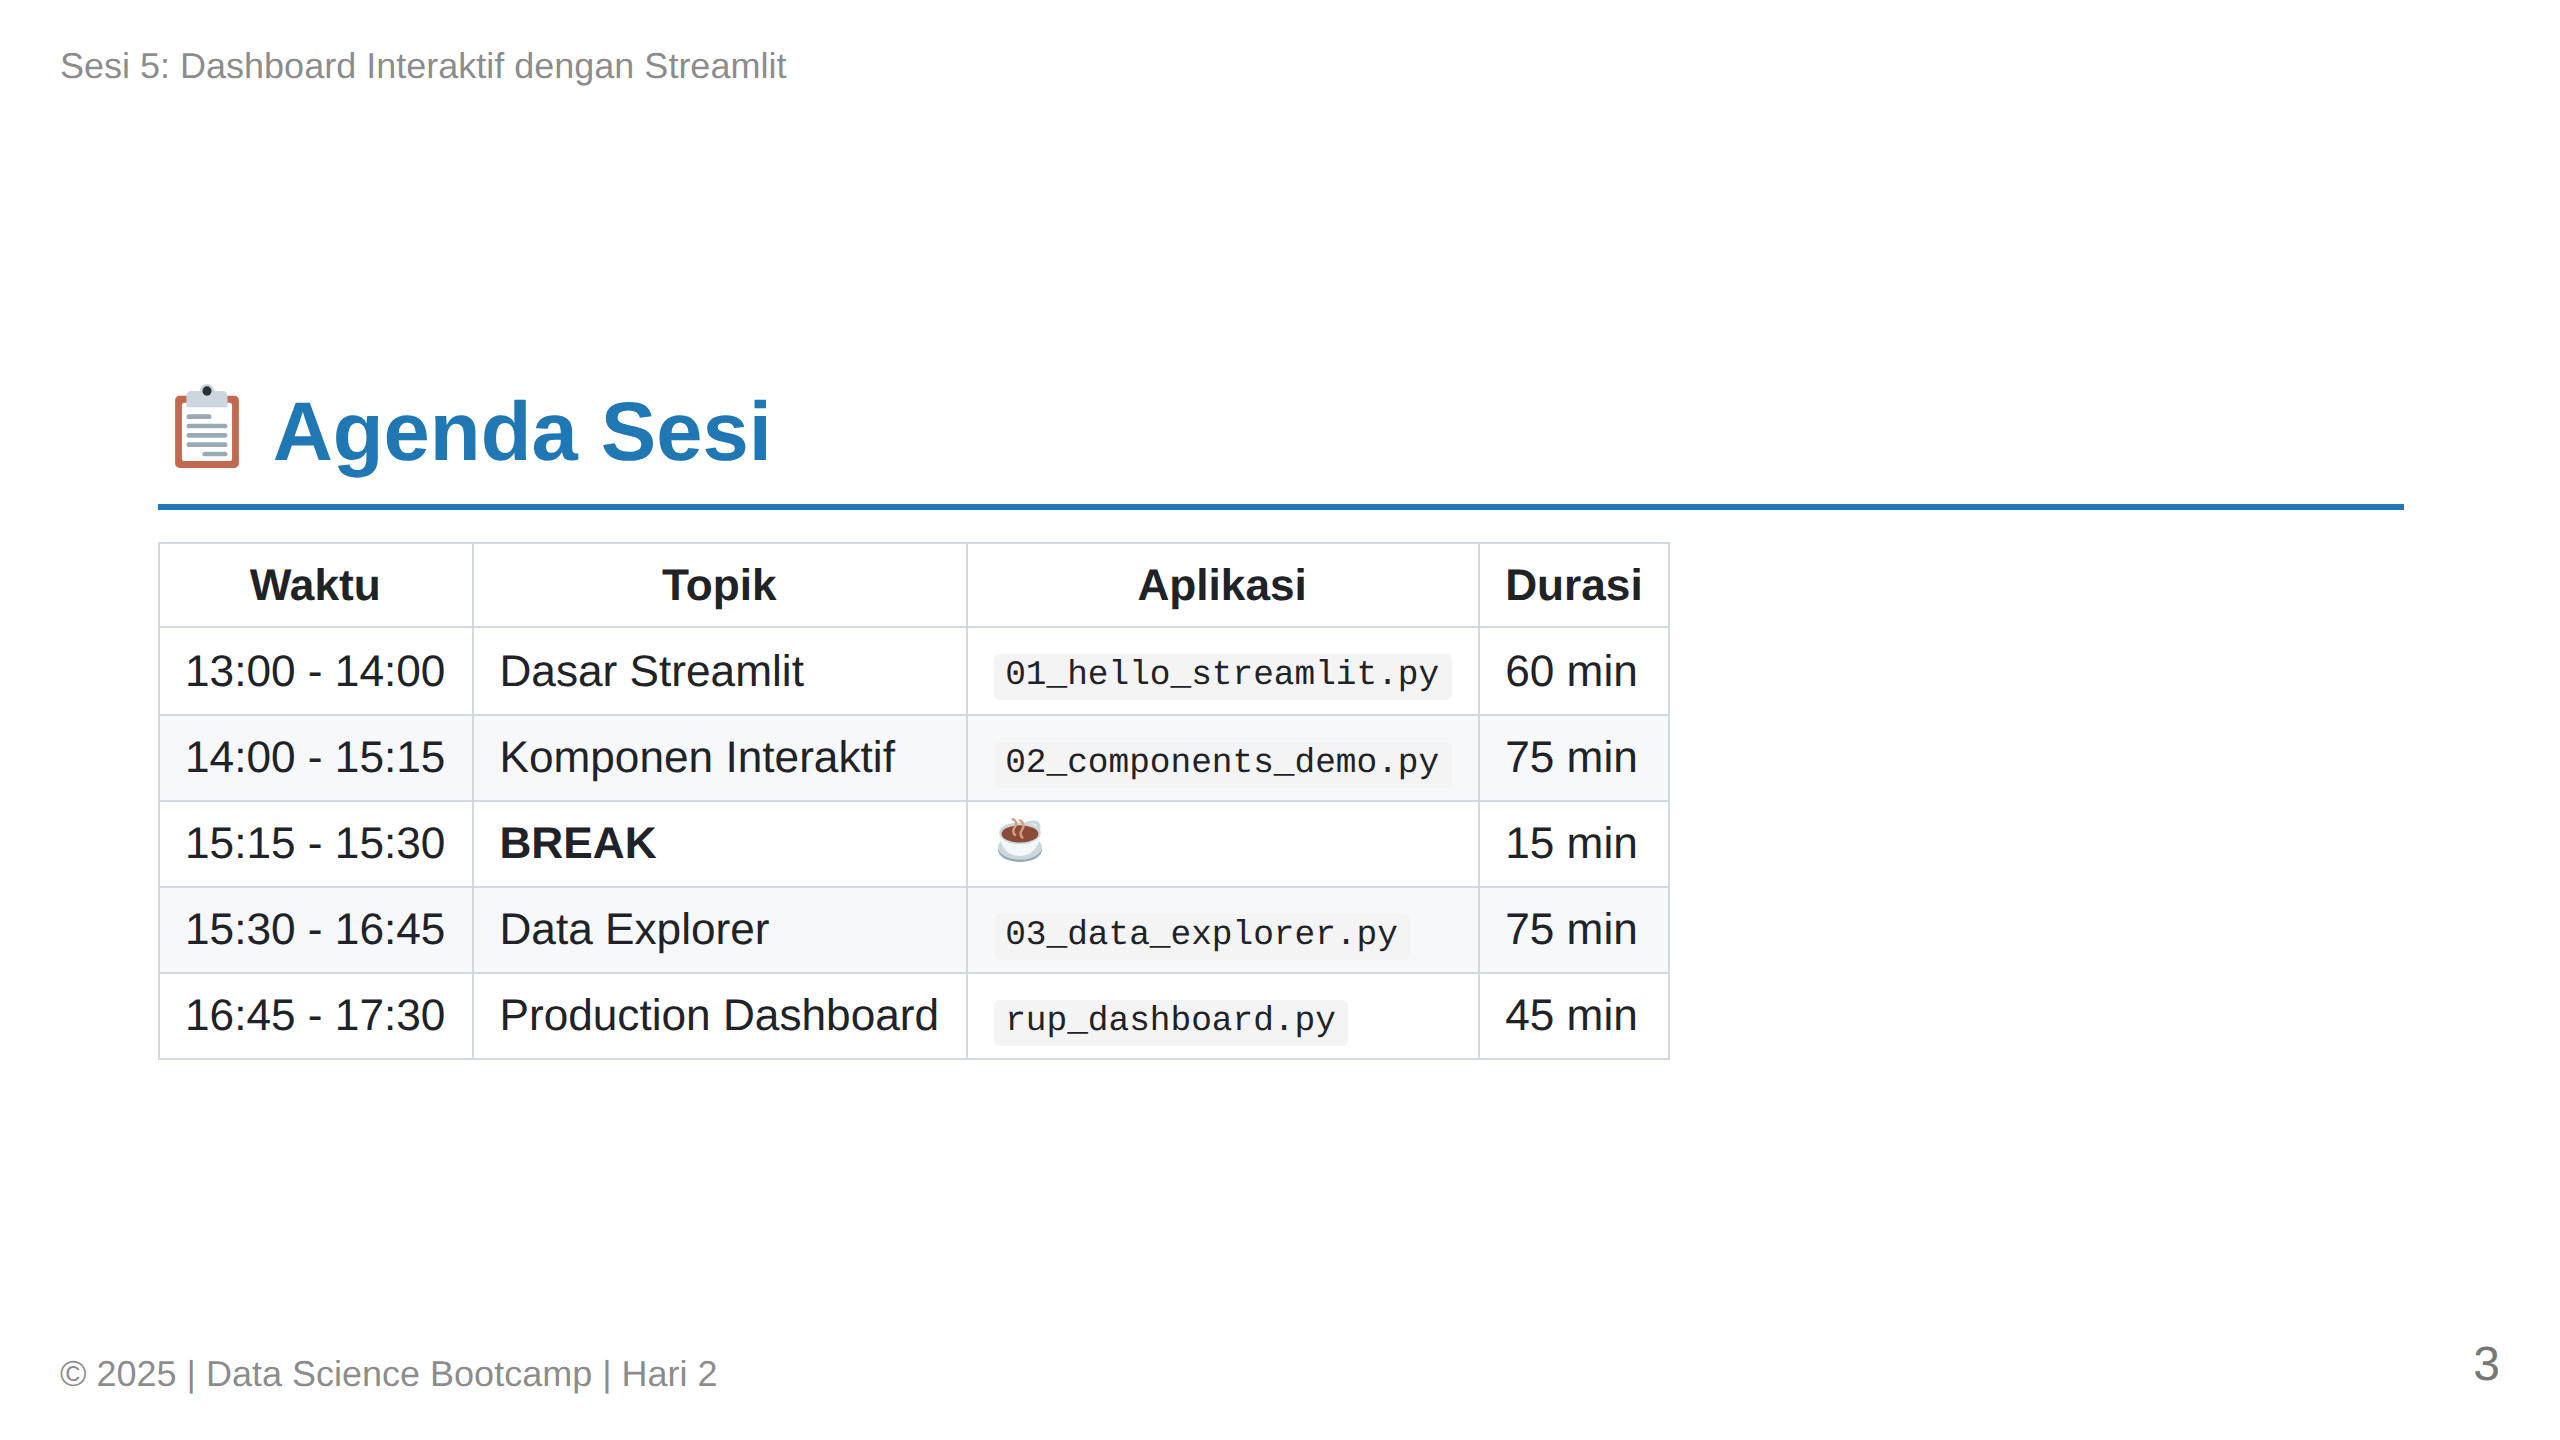 Sesi 5: Dashboard Interaktif dengan Streamlit
Agenda Sesi
Waktu Topik Aplikasi Durasi
13:00 - 14:00 Dasar Streamlit 01_hello_streamlit.py 60 min
14:00 - 15:15 Komponen Interaktif 02_components_demo.py 75 min
15:15 - 15:30 BREAK 15 min
15:30 - 16:45 Data Explorer 03_data_explorer.py 75 min
16:45 - 17:30 Production Dashboard rup_dashboard.py 45 min
© 2025 | Data Science Bootcamp | Hari 2
3